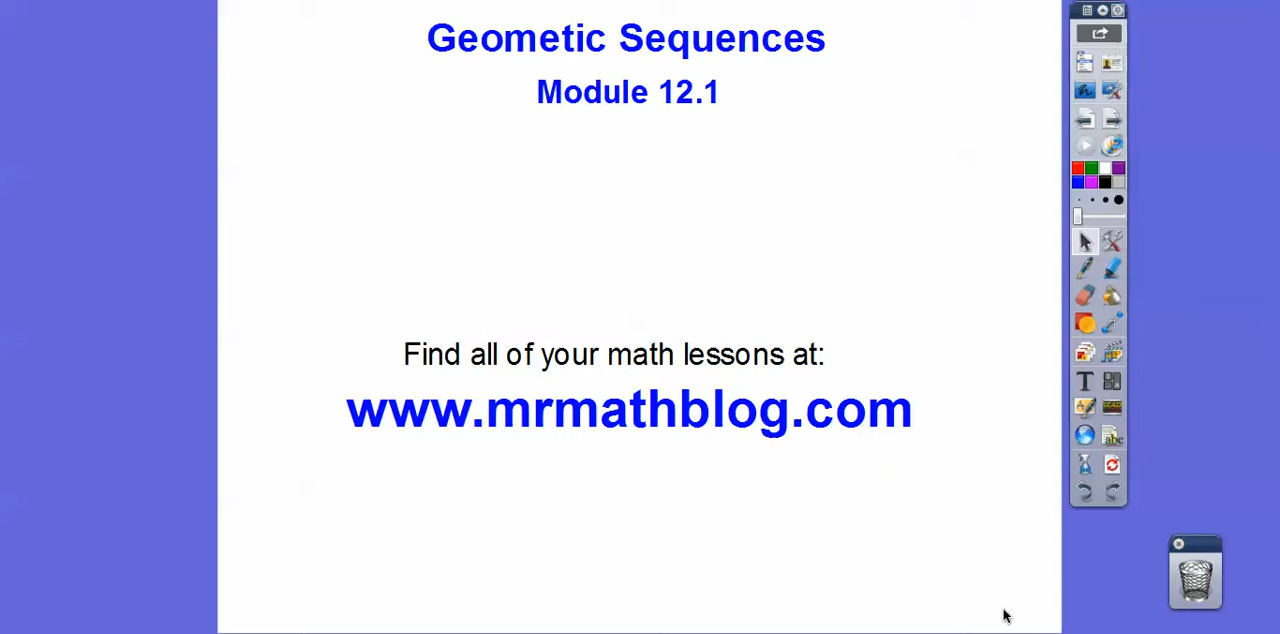 Geometic Sequences
Module 12.1
Find all of your math lessons at:
www.mrmathblog.com